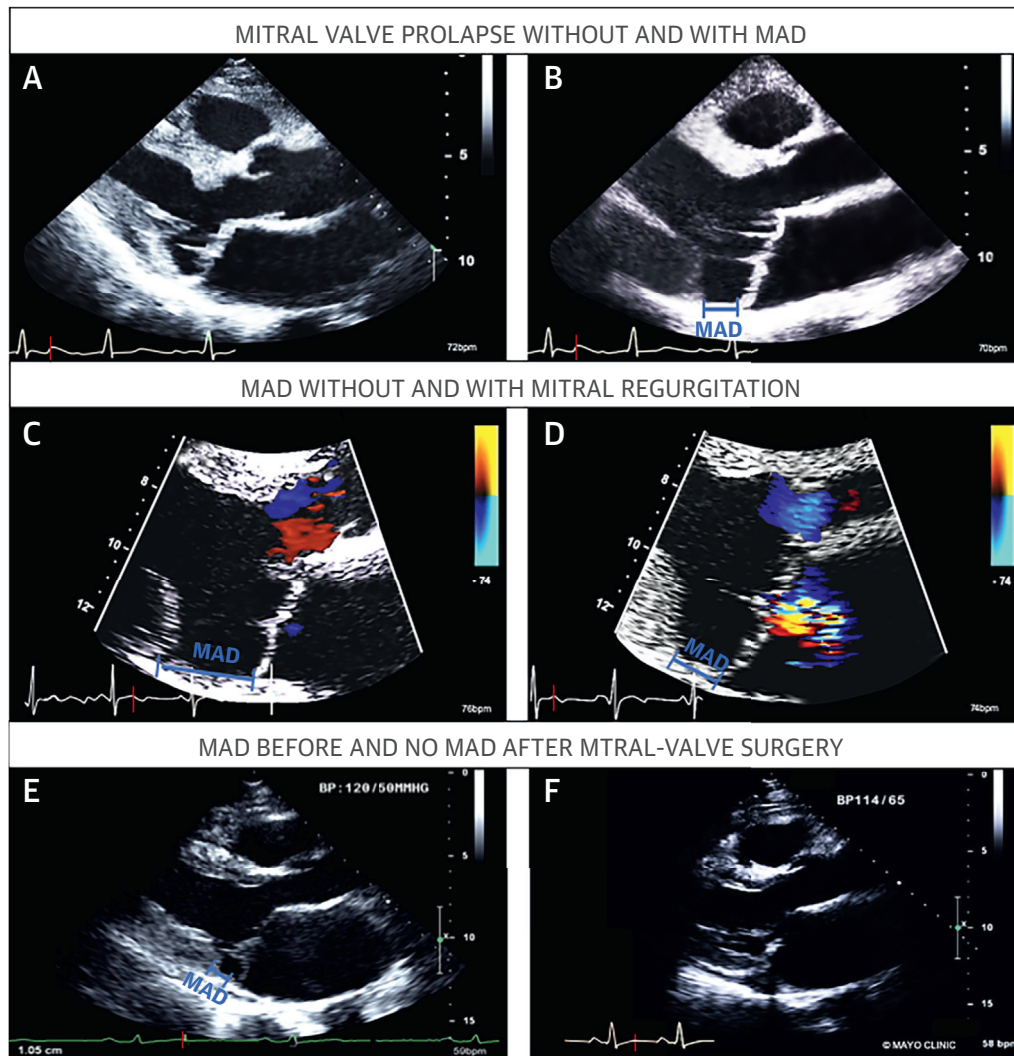 MITRAL VALVE PROLAPSE WITHOUT AND WITH MAD
A
5
10
72bpm
B
5
10
MAD
70bpm
MAD WITHOUT AND WITH MITRAL REGURGITATION
C
8
10
12
MAD
- 74
76bpm
D
8
10
12
MAD
- 74
74bpm
MAD BEFORE AND NO MAD AFTER MTRAL-VALVE SURGERY
E
BP:120/50MMHG
0
5
10
x
15
MAD
1.05 cm
50bpm
F
BP114/65
0
5
10
x
15
©MAYO CLINIC
58 bpm